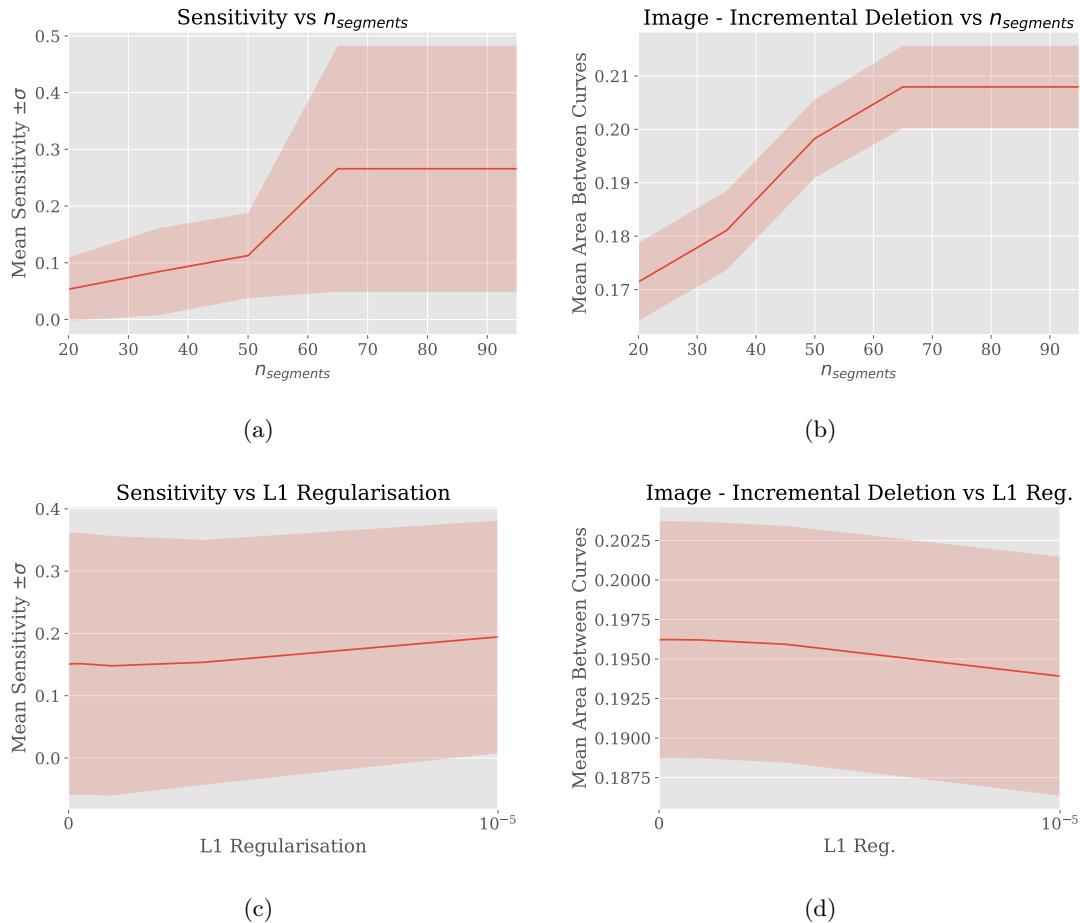 Sensitivity vs n_segments
Mean Sensitivity ±σ
0.5
0.4
0.3
0.2
0.1
0.0
20 30 40 50 60 70 80 90
n_segments
(a)
Image - Incremental Deletion vs n_segments
Mean Area Between Curves
0.21
0.20
0.19
0.18
0.17
20 30 40 50 60 70 80 90
n_segments
(b)
Sensitivity vs L1 Regularisation
Mean Sensitivity ±σ
0.4
0.3
0.2
0.1
0.0
0 10⁻⁵
L1 Regularisation
(c)
Image - Incremental Deletion vs L1 Reg.
Mean Area Between Curves
0.2025
0.2000
0.1975
0.1950
0.1925
0.1900
0.1875
0 10⁻⁵
L1 Reg.
(d)